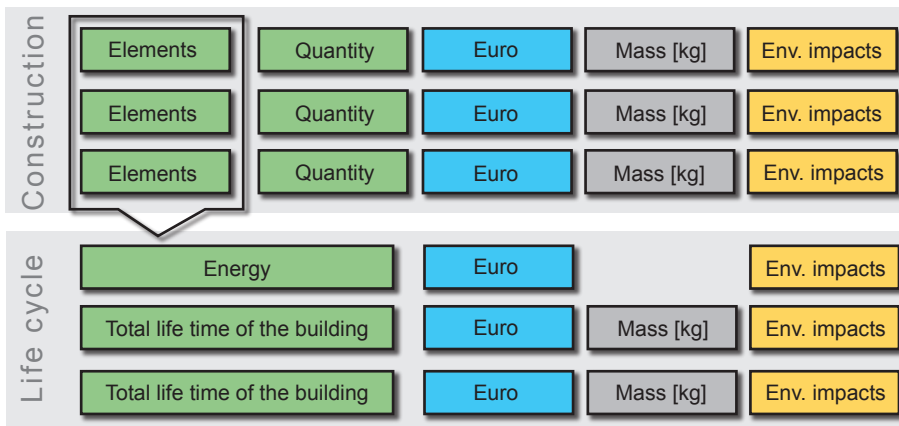 Construction
Elements Quantity Euro Mass [kg] Env. impacts
Elements Quantity Euro Mass [kg] Env. impacts
Elements Quantity Euro Mass [kg] Env. impacts
Life cycle
Energy Euro Env. impacts
Total life time of the building Euro Mass [kg] Env. impacts
Total life time of the building Euro Mass [kg] Env. impacts